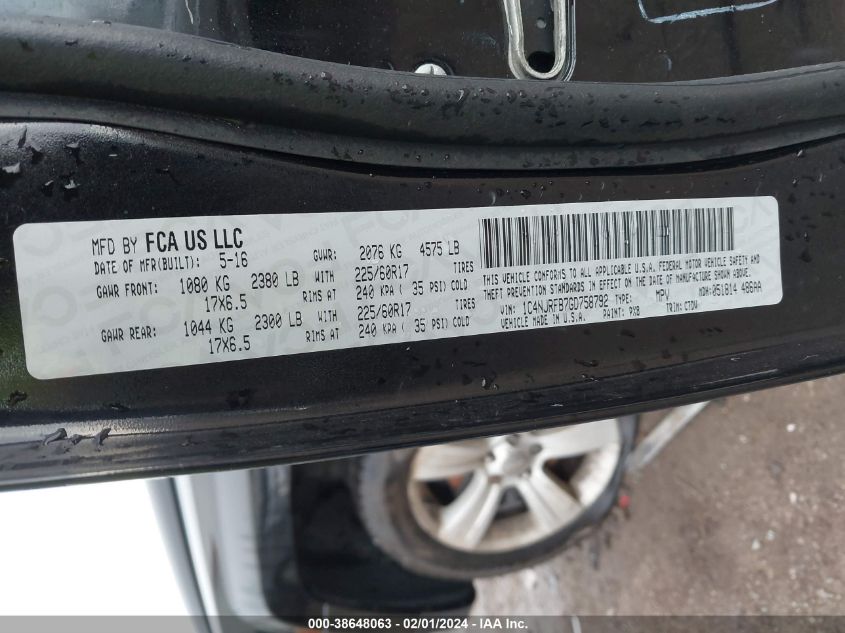 MFD BY FCA US LLC
DATE OF MFR(BUILT): 5-16 GVWR: 2076 KG 4575 LB
GAWR FRONT: 1080 KG 2380 LB WITH 225/60R17 TIRES
17X6.5 RIMS AT 240 KPA ( 35 PSI) COLD
GAWR REAR: 1044 KG 2300 LB WITH 225/60R17 TIRES
17X6.5 RIMS AT 240 KPA ( 35 PSI) COLD
THIS VEHICLE CONFORMS TO ALL APPLICABLE U.S.A. FEDERAL MOTOR VEHICLE SAFETY
AND THEFT PREVENTION STANDARDS IN EFFECT ON THE DATE OF MANUFACTURE SHOWN ABOVE.
VIN: 1C4NJRFB7GD758792 TYPE: MPV MDH: 051814 486AA
VEHICLE MADE IN U.S.A. PAINT: PXB TRIM: CTDV
000-38648063 - 02/01/2024 - IAA Inc.